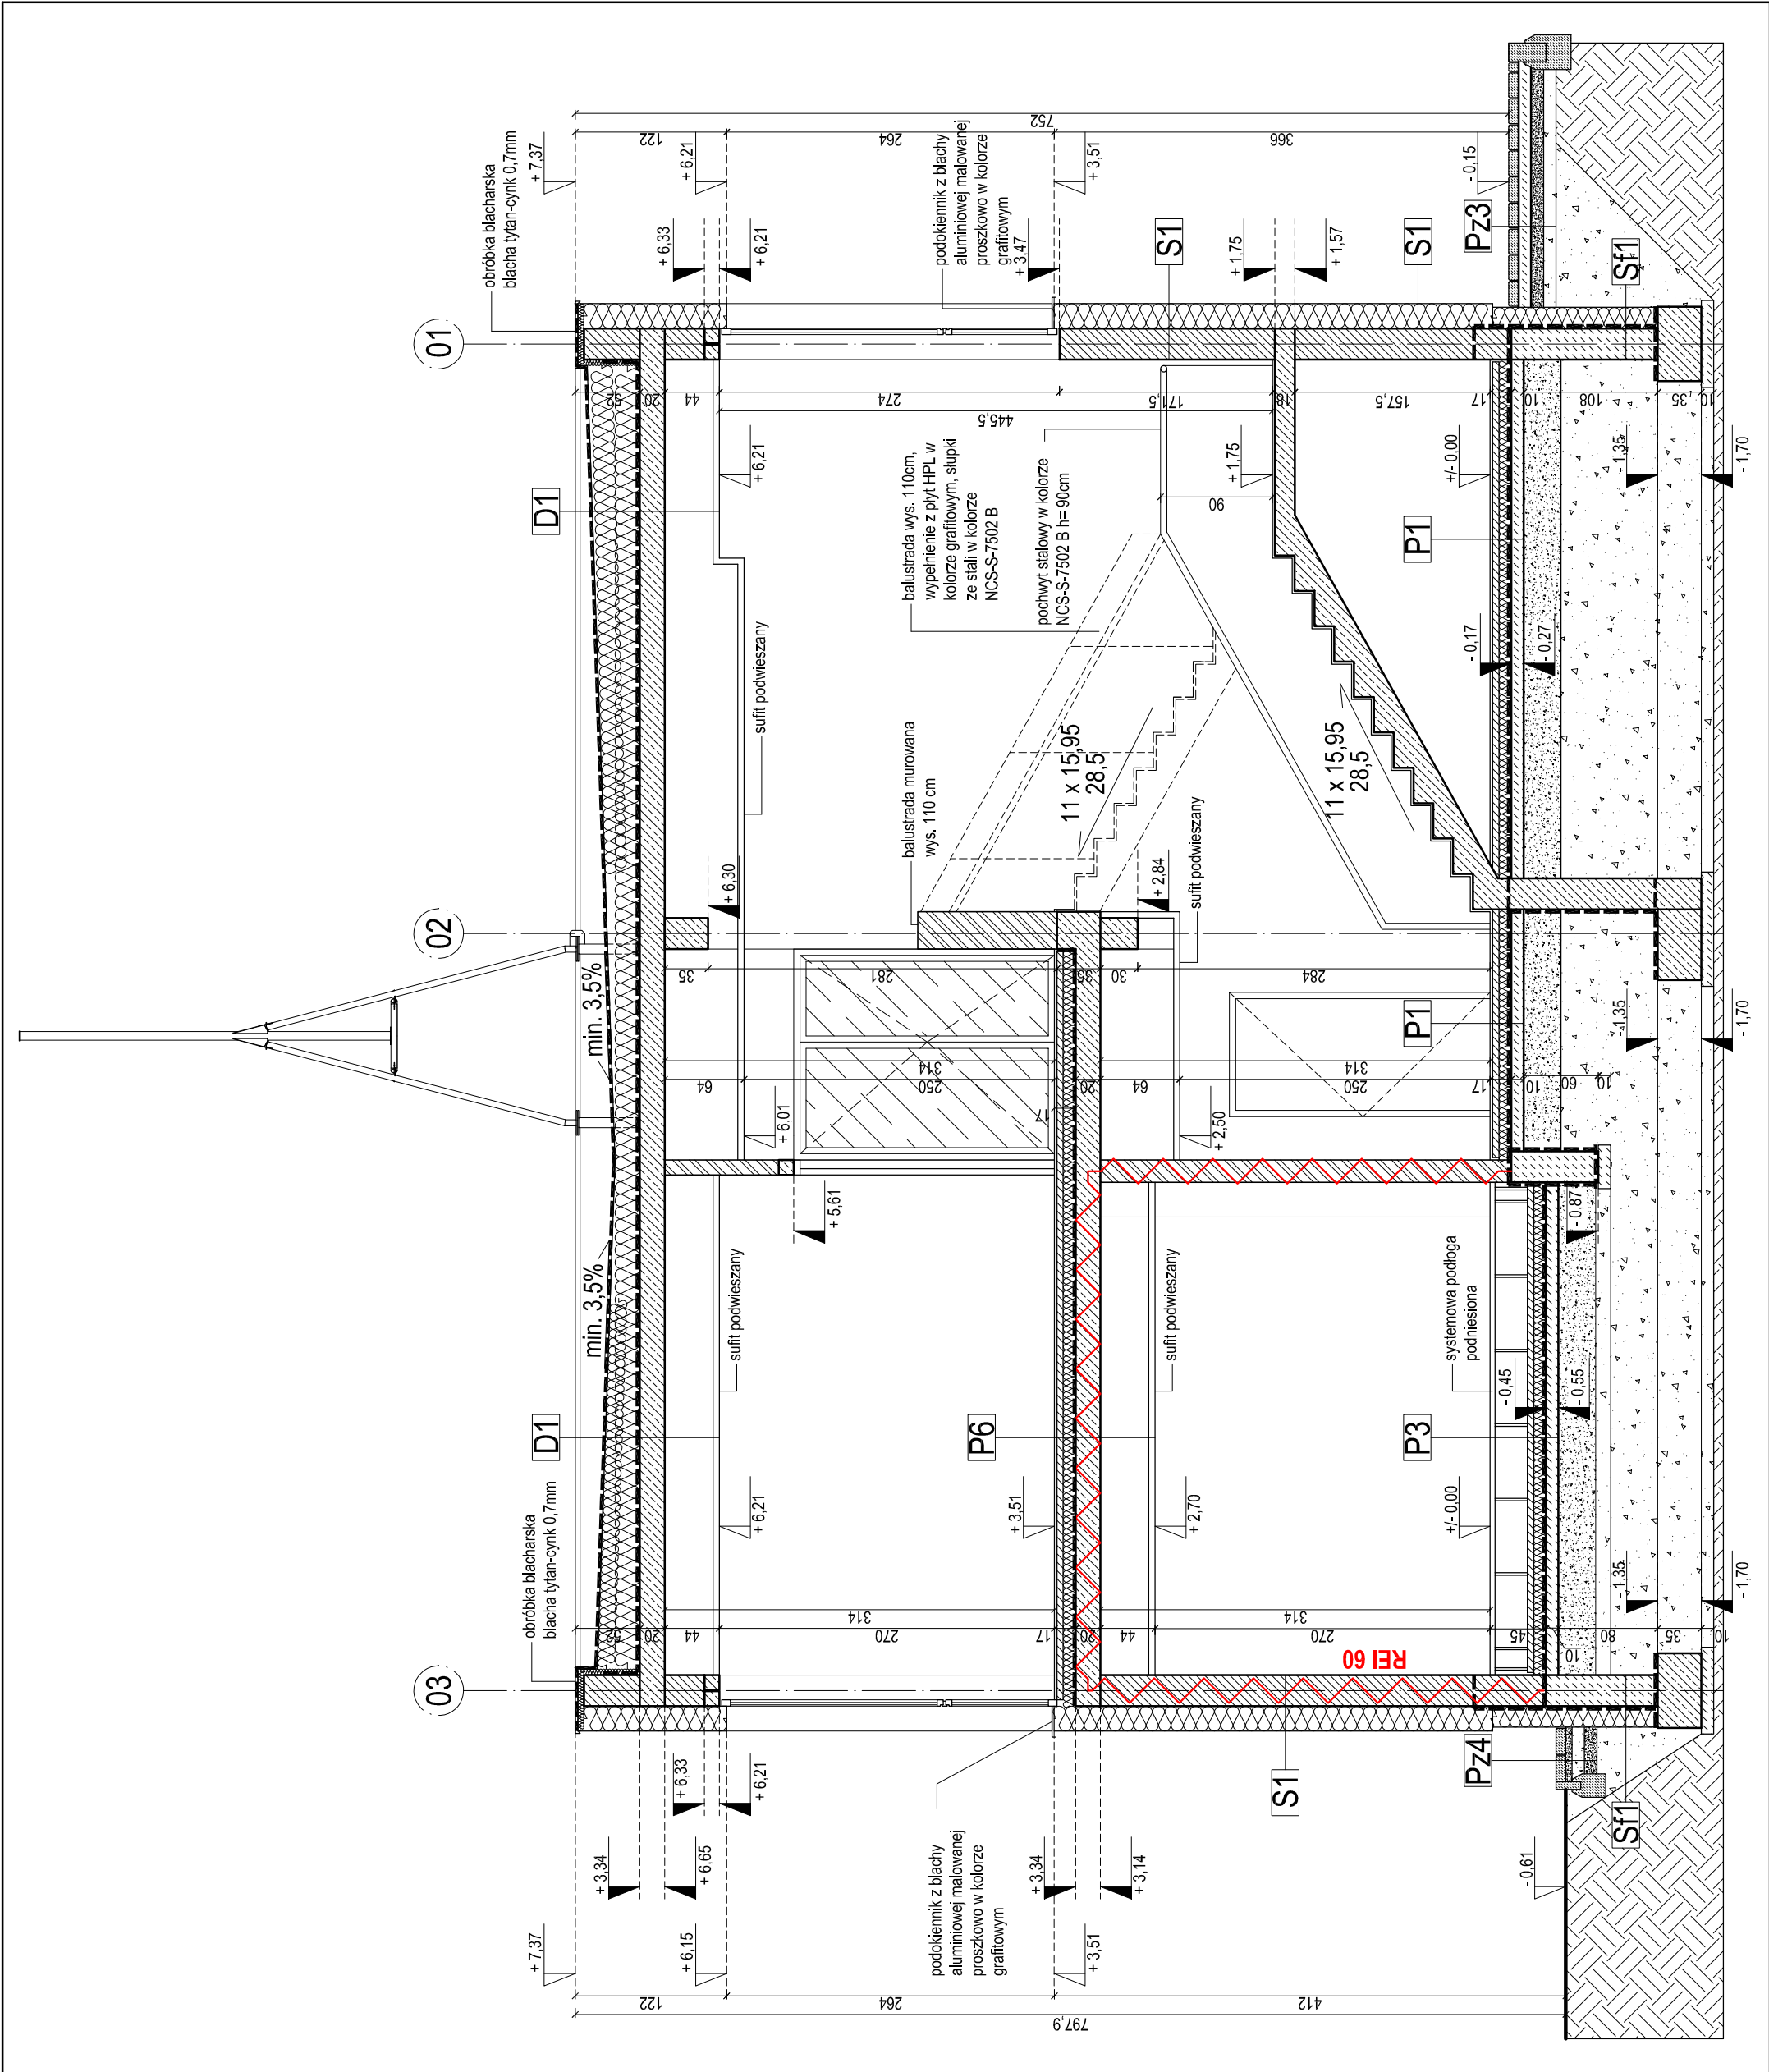 03
02
01
obróbka blacharska
blacha tytan-cynk 0,7mm
obróbka blacharska
blacha tytan-cynk 0,7mm
D1
D1
min. 3,5%
min. 3,5%
+ 7,37
+ 3,34
+ 6,65
+ 6,33
+ 6,21
+ 6,15
+ 6,21
+ 6,01
+ 6,30
+ 6,21
+ 6,33
+ 6,21
+ 7,37
+ 6,21
sufit podwieszany
sufit podwieszany
+ 5,61
balustrada murowana
wys. 110 cm
balustrada wys. 110cm,
wypełnienie z płyt HPL w
kolorze grafitowym, słupki
ze stali w kolorze
NCS-S-7502 B
podokiennik z blachy
aluminiowej malowanej
proszkowo w kolorze
grafitowym
podokiennik z blachy
aluminiowej malowanej
proszkowo w kolorze
grafitowym
P6
+ 3,51
+ 3,51
+ 3,34
+ 3,14
+ 3,47
+ 3,51
pochwyt stalowy w kolorze
NCS-S-7502 B h= 90cm
11 x 15,95
28,5
11 x 15,95
28,5
+ 2,84
sufit podwieszany
sufit podwieszany
+ 2,70
+ 2,50
+ 1,75
+ 1,75
+ 1,57
S1
S1
S1
REI 60
P3
P1
P1
systemowa podłoga
podniesiona
+/- 0,00
+/- 0,00
- 0,45
- 0,55
- 0,87
- 0,17
- 0,27
- 0,15
- 0,61
Pz4
Pz3
Sf1
Sf1
- 1,35
- 1,70
- 1,35
- 1,70
- 1,35
- 1,70
122
264
412
797,9
52
20
44
270
17
20
44
270
45
10
80
35
10
314
314
64
250
314
17
20
64
250
314
17
10
60
10
35
281
35
30
284
90
52
20
44
274
171,5
18
157,5
17
10
108
35
10
445,5
122
264
366
752